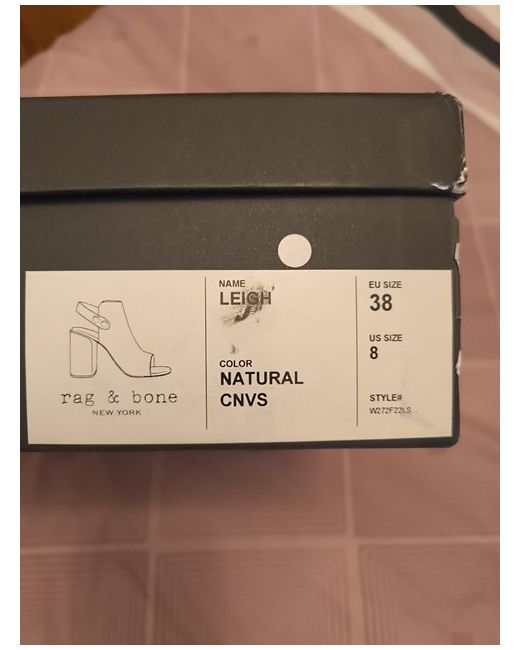 rag & bone
NEW YORK
NAME
LEIGH
COLOR
NATURAL
CNVS
EU SIZE
38
US SIZE
8
STYLE#
W272F22LS